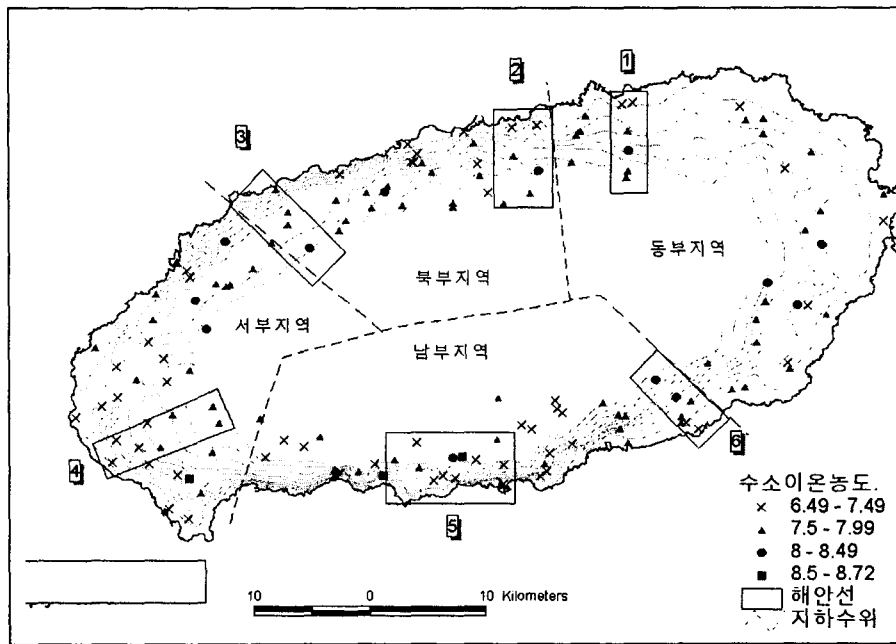 1
2
3
북부지역
동부지역
서부지역
남부지역
4
5
6
수소이온농도.
6.49 - 7.49
7.5 - 7.99
8 - 8.49
8.5 - 8.72
해안선
지하수위
10 0 10 Kilometers